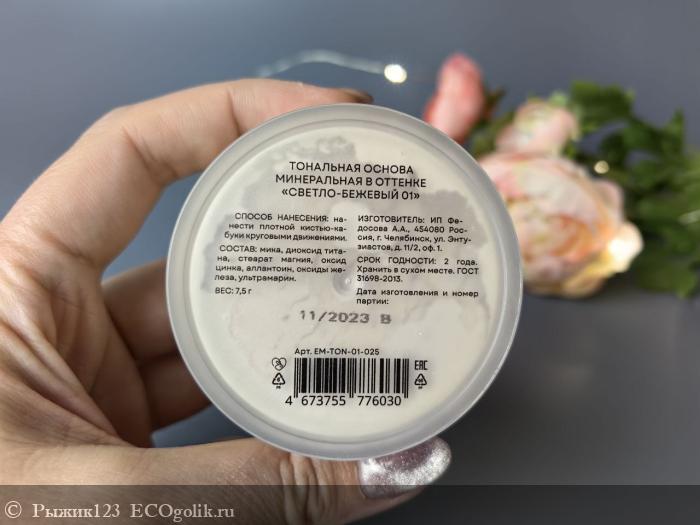 ТОНАЛЬНАЯ ОСНОВА
МИНЕРАЛЬНАЯ В ОТТЕНКЕ
«СВЕТЛО-БЕЖЕВЫЙ 01»
СПОСОБ НАНЕСЕНИЯ: на-
нести плотной кистью-ка-
буки круговыми движениями.
СОСТАВ: мика, диоксид тита-
на, стеарат магния, оксид
цинка, аллантоин, оксиды же-
леза, ультрамарин.
ВЕС: 7,5 г
ИЗГОТОВИТЕЛЬ: ИП Фе-
досова А.А., 454080 Рос-
сия, г. Челябинск, ул. Энту-
зиастов, д. 11/2, оф. 1.
СРОК ГОДНОСТИ: 2 года.
Хранить в сухом месте. ГОСТ
31698-2013.
Дата изготовления и номер
партии:
11/2023 В
Арт. EM-TON-01-025
EAC
4 673755 776030
© Рыжик123 ECOgolik.ru